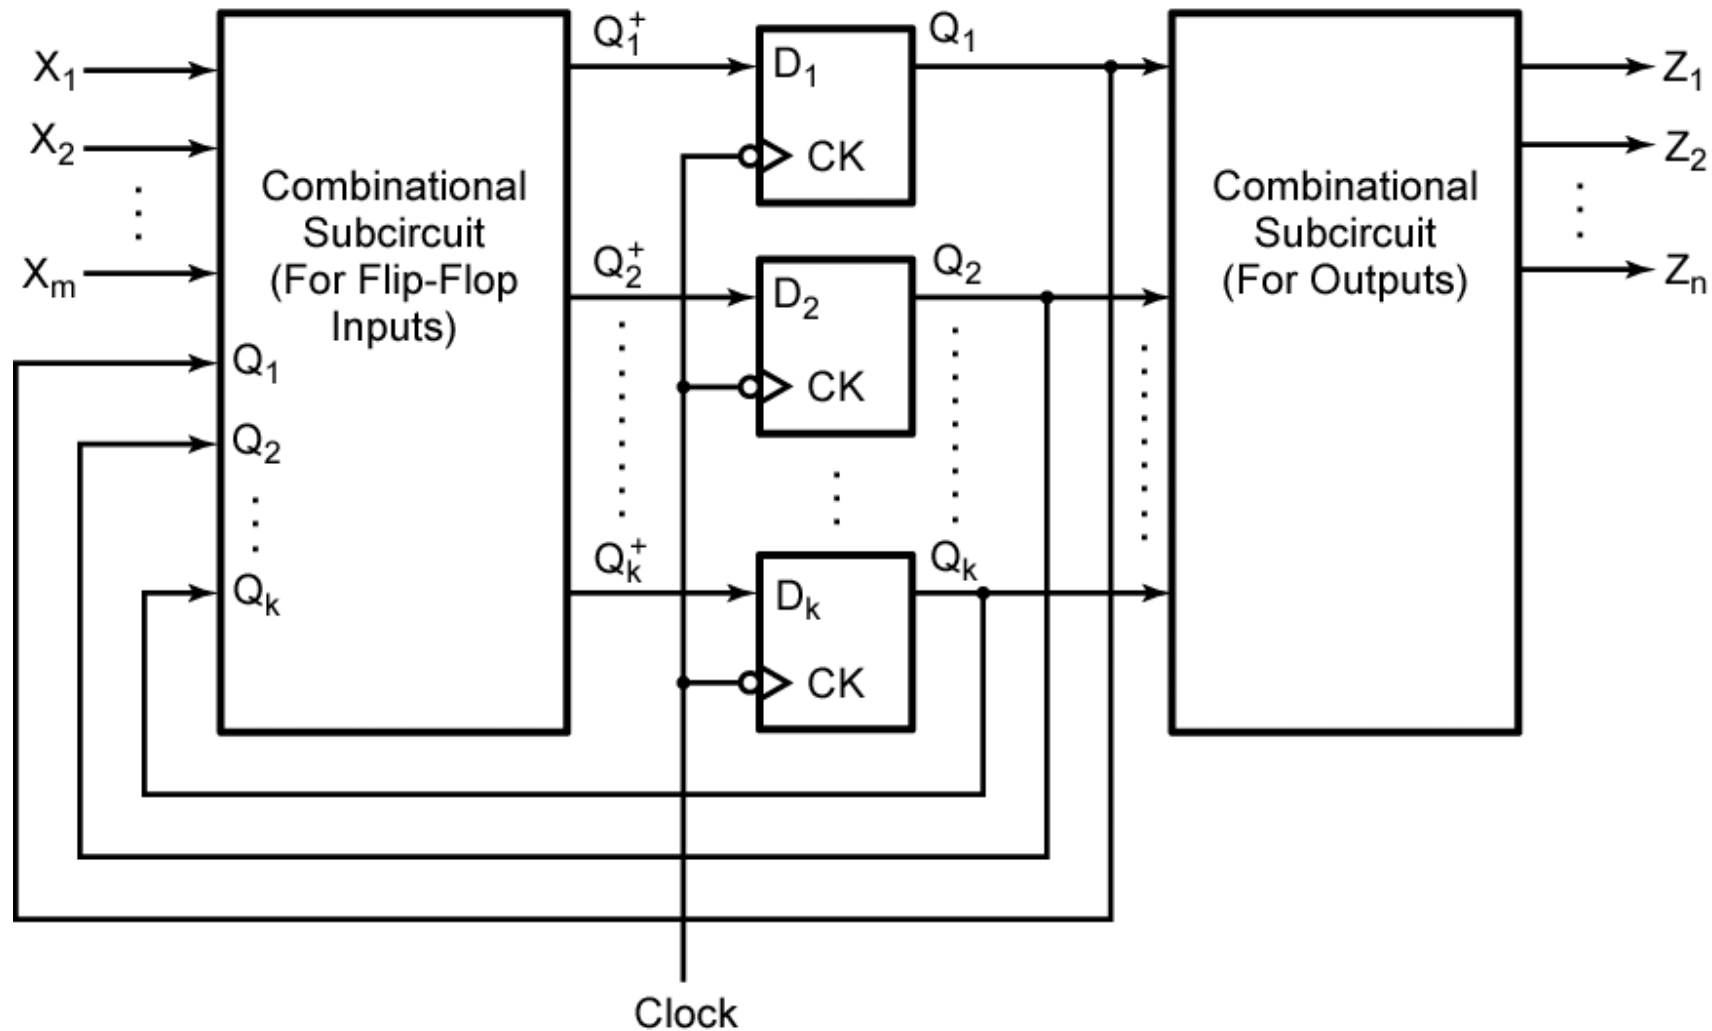 X₁
X₂
Xₘ
Q₁
Q₂
Qₖ
Combinational
Subcircuit
(For Flip-Flop
Inputs)
Q₁⁺
Q₂⁺
Qₖ⁺
D₁
CK
D₂
CK
Dₖ
CK
Q₁
Q₂
Qₖ
Combinational
Subcircuit
(For Outputs)
Z₁
Z₂
Zₙ
Clock